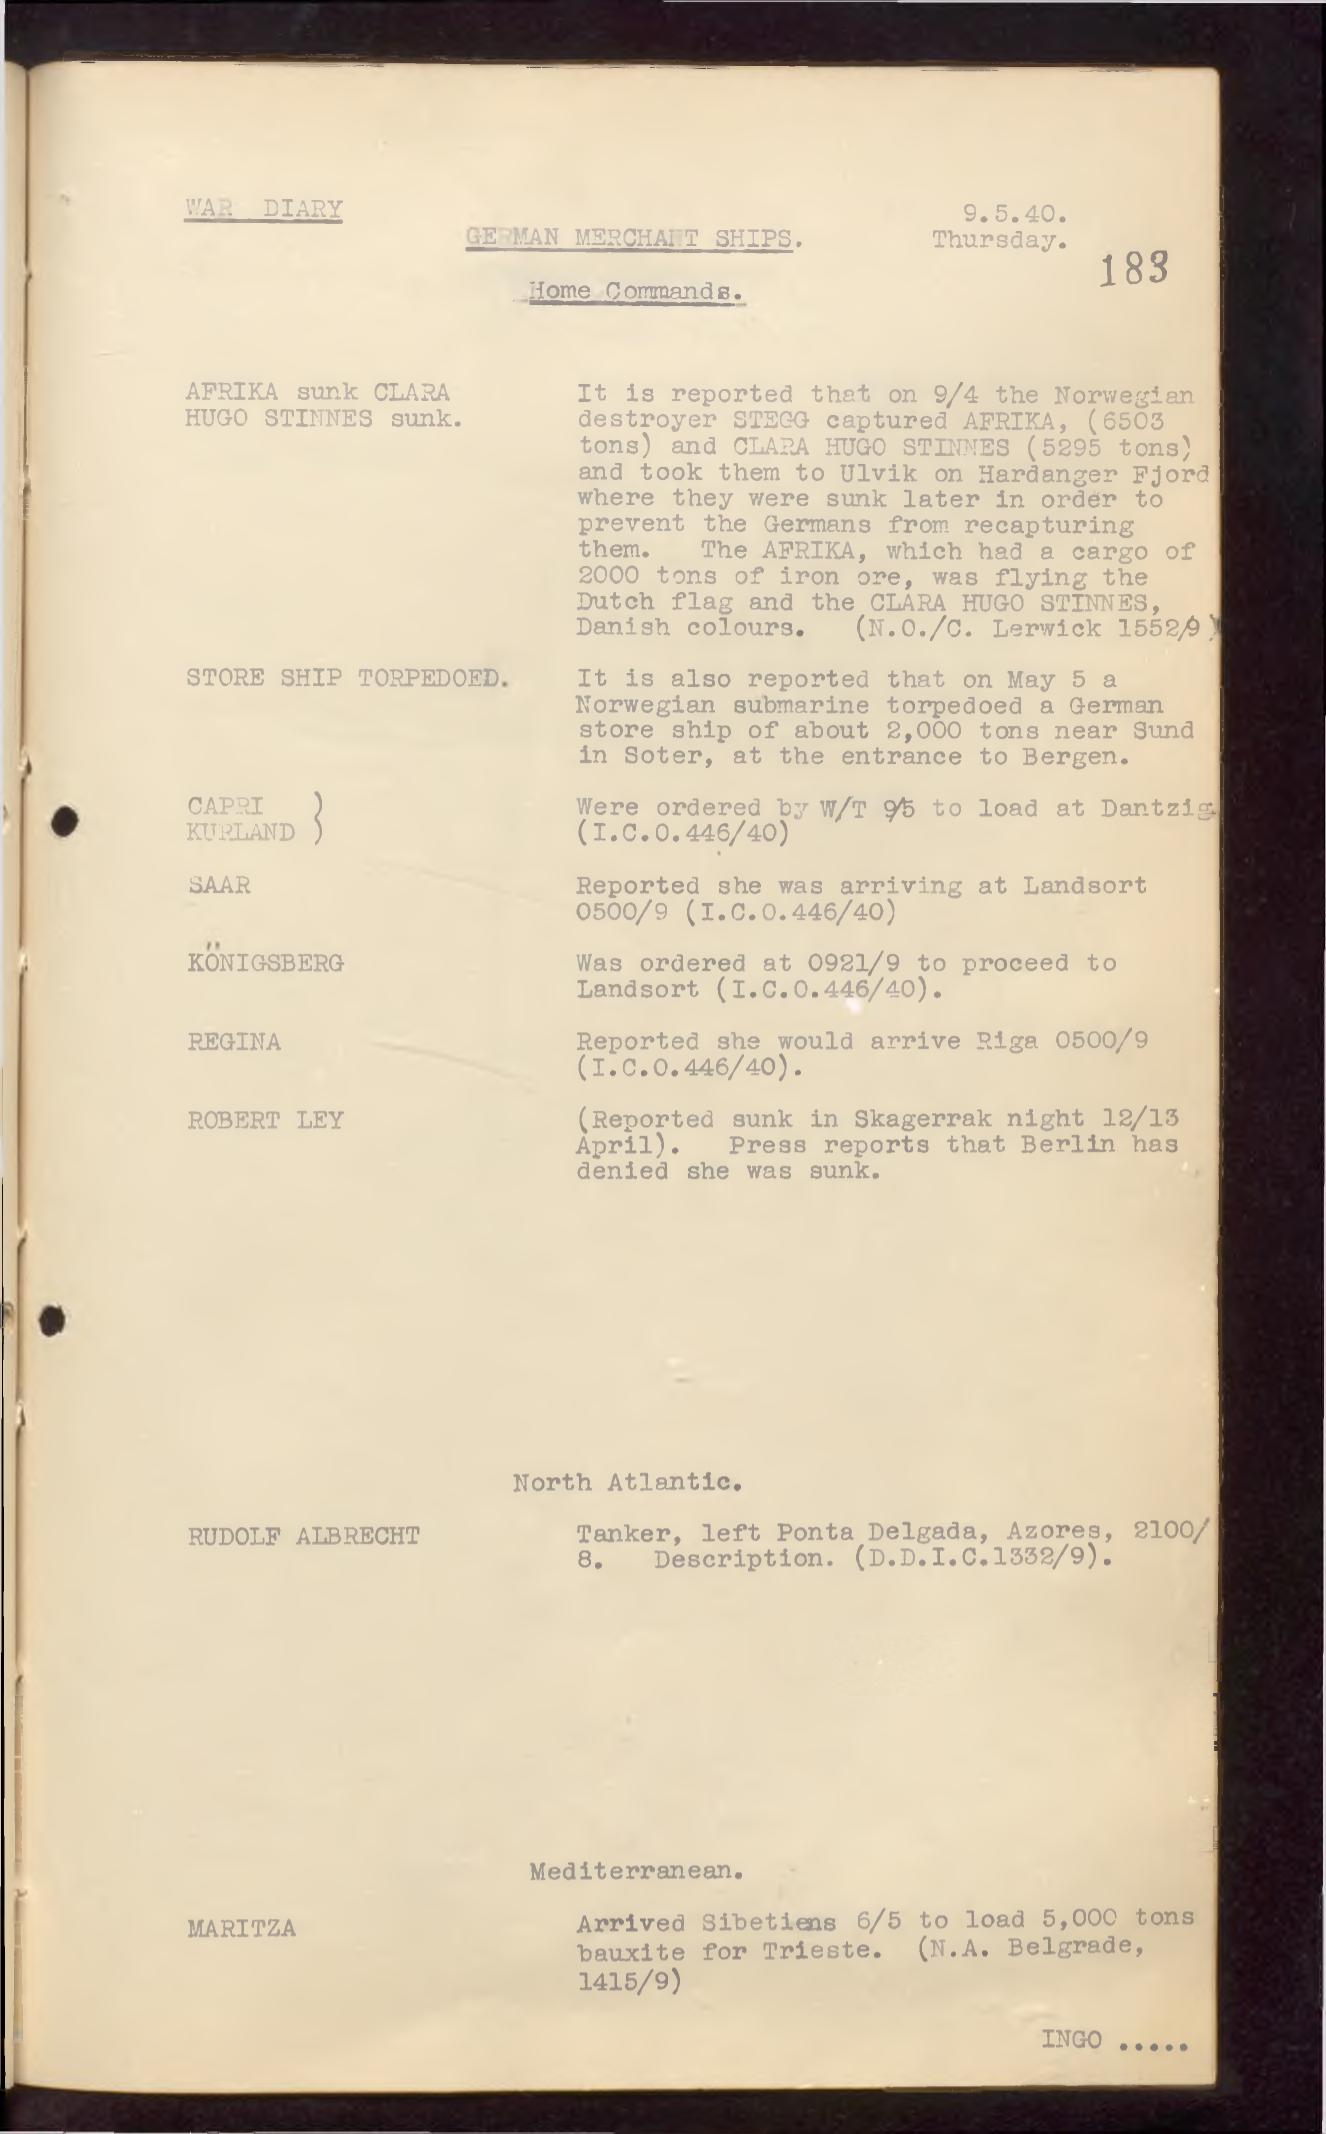 WAR DIARY
9.5.40.
GERMAN MERCHANT SHIPS.
Thursday.
183
Home Commands.
AFRIKA sunk CLARA
HUGO STINNES sunk.
It is reported that on 9/4 the Norwegian
destroyer STEGG captured AFRIKA, (6503
tons) and CLARA HUGO STINNES (5295 tons)
and took them to Ulvik on Hardanger Fjord
where they were sunk later in order to
prevent the Germans from recapturing
them. The AFRIKA, which had a cargo of
2000 tons of iron ore, was flying the
Dutch flag and the CLARA HUGO STINNES,
Danish colours. (N.O./C. Lerwick 1552/9)
STORE SHIP TORPEDOED.
It is also reported that on May 5 a
Norwegian submarine torpedoed a German
store ship of about 2,000 tons near Sund
in Soter, at the entrance to Bergen.
CAPRI )
KURLAND )
Were ordered by W/T 9/5 to load at Dantzig
(I.C.O.446/40)
SAAR
Reported she was arriving at Landsort
0500/9 (I.C.O.446/40)
KÖNIGSBERG
Was ordered at 0921/9 to proceed to
Landsort (I.C.O.446/40).
REGINA
Reported she would arrive Riga 0500/9
(I.C.O.446/40).
ROBERT LEY
(Reported sunk in Skagerrak night 12/13
April). Press reports that Berlin has
denied she was sunk.
North Atlantic.
RUDOLF ALBRECHT
Tanker, left Ponta Delgada, Azores, 2100/
8. Description. (D.D.I.C.1332/9).
Mediterranean.
MARITZA
Arrived Sibetiens 6/5 to load 5,000 tons
bauxite for Trieste. (N.A. Belgrade,
1415/9)
INGO .....